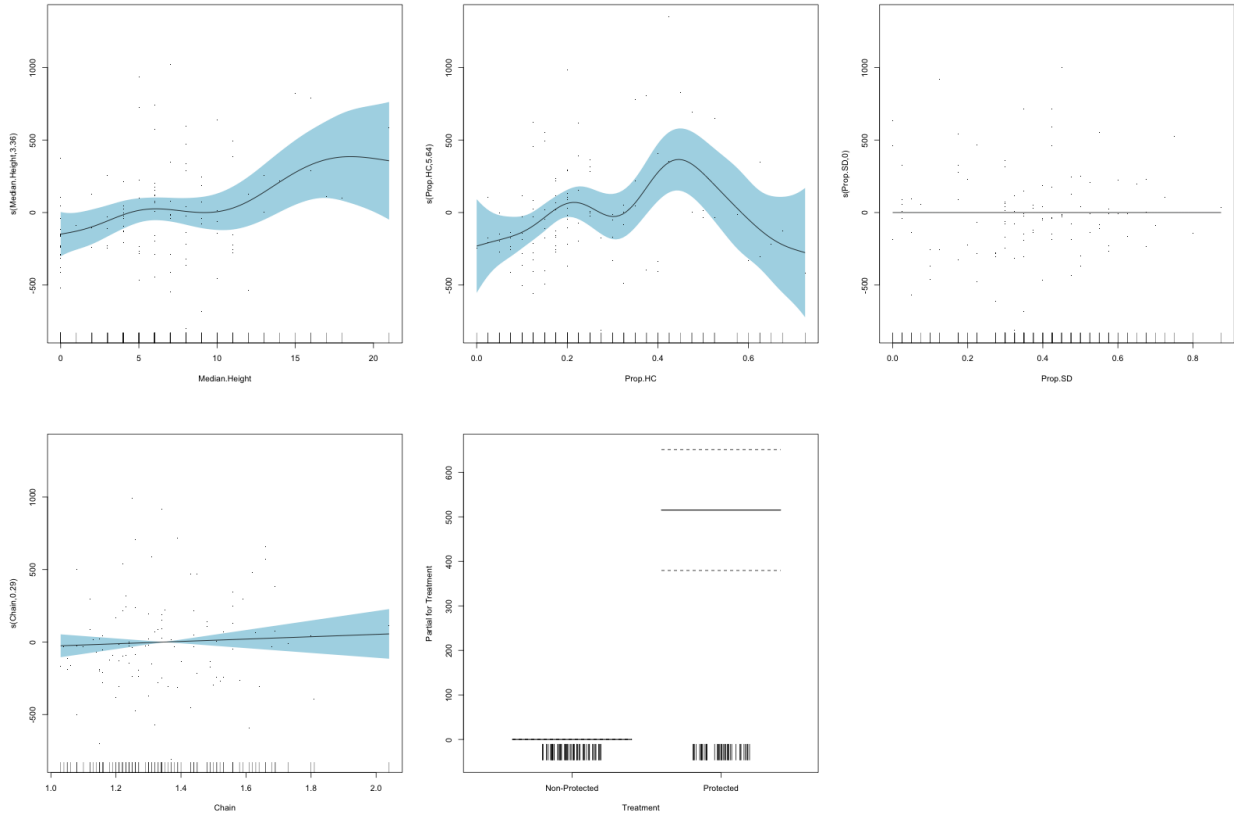 s(Median.Height,3.36)
1000
500
0
-500
0 5 10 15 20
Median.Height
s(Prop.HC,5.64)
1000
500
0
-500
0.0 0.2 0.4 0.6
Prop.HC
s(Prop.SD,0)
1000
500
0
-500
0.0 0.2 0.4 0.6 0.8
Prop.SD
s(Chain,0.29)
1000
500
0
-500
1.0 1.2 1.4 1.6 1.8 2.0
Chain
Partial for Treatment
600
500
400
300
200
100
0
Non-Protected Protected
Treatment